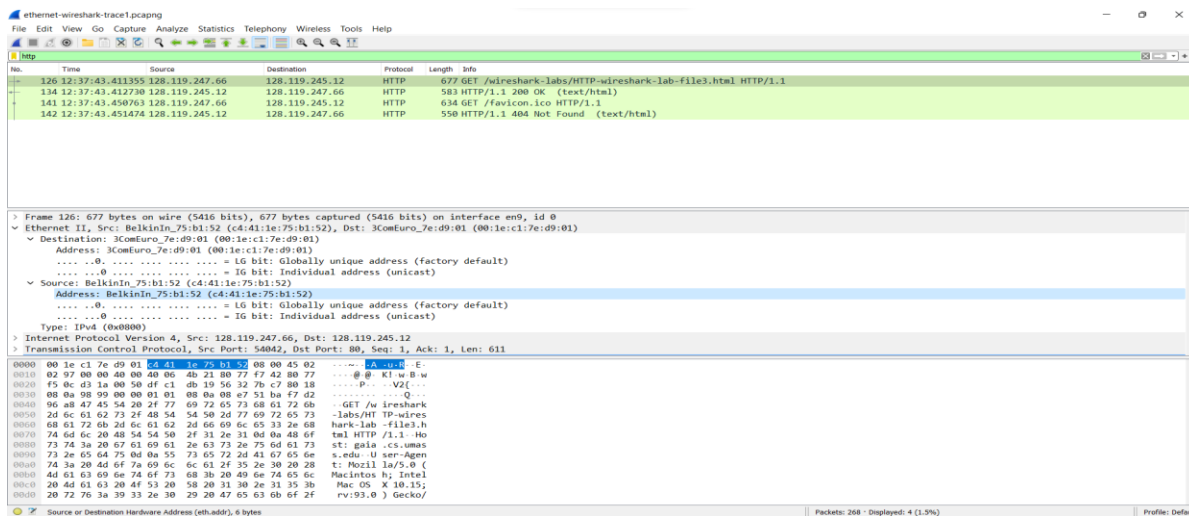 ethernet-wireshark-trace1.pcapng
File Edit View Go Capture Analyze Statistics Telephony Wireless Tools Help
http
No. Time Source Destination Protocol Length Info
126 12:37:43.411355 128.119.247.66 128.119.245.12 HTTP 677 GET /wireshark-labs/HTTP-wireshark-lab-file3.html HTTP/1.1
134 12:37:43.412730 128.119.245.12 128.119.247.66 HTTP 583 HTTP/1.1 200 OK (text/html)
141 12:37:43.450763 128.119.247.66 128.119.245.12 HTTP 634 GET /favicon.ico HTTP/1.1
142 12:37:43.451474 128.119.245.12 128.119.247.66 HTTP 550 HTTP/1.1 404 Not Found (text/html)
> Frame 126: 677 bytes on wire (5416 bits), 677 bytes captured (5416 bits) on interface en9, id 0
Ethernet II, Src: BelkinIn_75:b1:52 (c4:41:1e:75:b1:52), Dst: 3ComEuro_7e:d9:01 (00:1e:c1:7e:d9:01)
Destination: 3ComEuro_7e:d9:01 (00:1e:c1:7e:d9:01)
Address: 3ComEuro_7e:d9:01 (00:1e:c1:7e:d9:01)
.... ..0. .... .... .... .... = LG bit: Globally unique address (factory default)
.... ...0 .... .... .... .... = IG bit: Individual address (unicast)
Source: BelkinIn_75:b1:52 (c4:41:1e:75:b1:52)
Address: BelkinIn_75:b1:52 (c4:41:1e:75:b1:52)
.... ..0. .... .... .... .... = LG bit: Globally unique address (factory default)
.... ...0 .... .... .... .... = IG bit: Individual address (unicast)
Type: IPv4 (0x0800)
> Internet Protocol Version 4, Src: 128.119.247.66, Dst: 128.119.245.12
> Transmission Control Protocol, Src Port: 54042, Dst Port: 80, Seq: 1, Ack: 1, Len: 611
0000 00 1e c1 7e d9 01 c4 41 1e 75 b1 52 08 00 45 02 ···~···A ·u·R··E·
0010 02 97 00 00 40 00 40 06 4b 21 80 77 f7 42 80 77 ····@·@· K!·w·B·w
0020 f5 0c d3 1a 00 50 df c1 db 19 56 32 7b c7 80 18 ·····P·· ··V2{···
0030 08 0a 98 99 00 00 01 01 08 0a 08 e7 51 ba f7 d2 ········ ····Q···
0040 96 a8 47 45 54 20 2f 77 69 72 65 73 68 61 72 6b ··GET /w ireshark
0050 2d 6c 61 62 73 2f 48 54 54 50 2d 77 69 72 65 73 -labs/HT TP-wires
0060 68 61 72 6b 2d 6c 61 62 2d 66 69 6c 65 33 2e 68 hark-lab -file3.h
0070 74 6d 6c 20 48 54 54 50 2f 31 2e 31 0d 0a 48 6f tml HTTP /1.1··Ho
0080 73 74 3a 20 67 61 69 61 2e 63 73 2e 75 6d 61 73 st: gaia .cs.umas
0090 73 2e 65 64 75 0d 0a 55 73 65 72 2d 41 67 65 6e s.edu··U ser-Agen
00a0 74 3a 20 4d 6f 7a 69 6c 6c 61 2f 35 2e 30 20 28 t: Mozil la/5.0 (
00b0 4d 61 63 69 6e 74 6f 73 68 3b 20 49 6e 74 65 6c Macintos h; Intel
00c0 20 4d 61 63 20 4f 53 20 58 20 31 30 2e 31 35 3b Mac OS X 10.15;
00d0 20 72 76 3a 39 33 2e 30 29 20 47 65 63 6b 6f 2f rv:93.0 ) Gecko/
Source or Destination Hardware Address (eth.addr), 6 bytes Packets: 268 · Displayed: 4 (1.5%) Profile: Defa